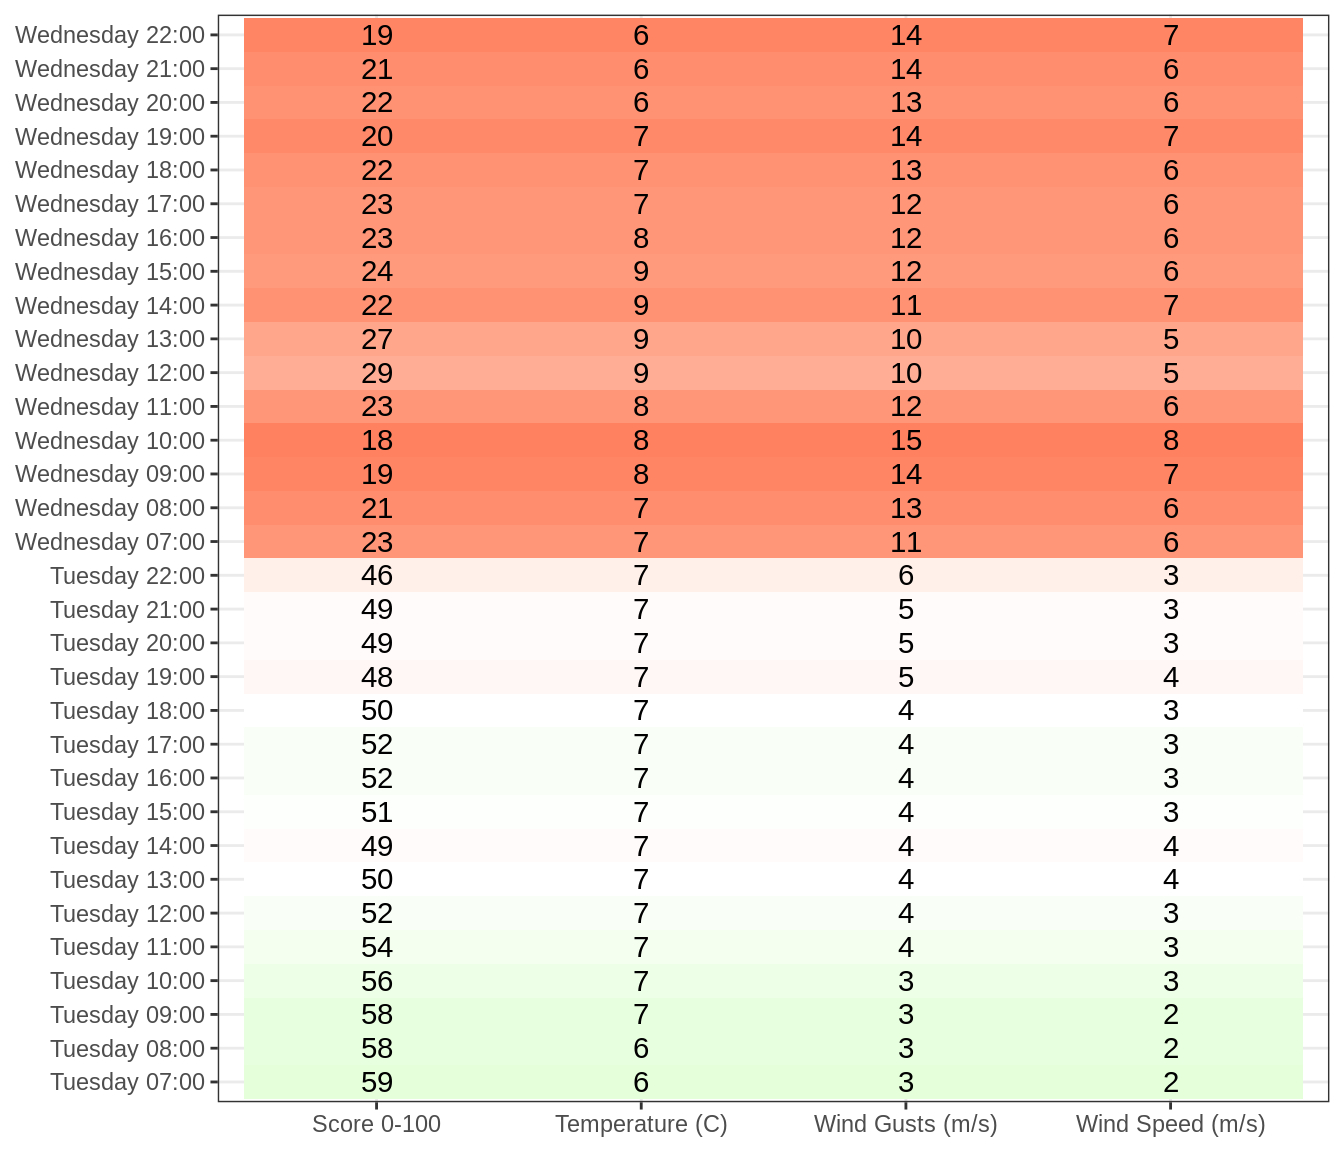 Wednesday 22:00 19 6 14 7
Wednesday 21:00 21 6 14 6
Wednesday 20:00 22 6 13 6
Wednesday 19:00 20 7 14 7
Wednesday 18:00 22 7 13 6
Wednesday 17:00 23 7 12 6
Wednesday 16:00 23 8 12 6
Wednesday 15:00 24 9 12 6
Wednesday 14:00 22 9 11 7
Wednesday 13:00 27 9 10 5
Wednesday 12:00 29 9 10 5
Wednesday 11:00 23 8 12 6
Wednesday 10:00 18 8 15 8
Wednesday 09:00 19 8 14 7
Wednesday 08:00 21 7 13 6
Wednesday 07:00 23 7 11 6
Tuesday 22:00 46 7 6 3
Tuesday 21:00 49 7 5 3
Tuesday 20:00 49 7 5 3
Tuesday 19:00 48 7 5 4
Tuesday 18:00 50 7 4 3
Tuesday 17:00 52 7 4 3
Tuesday 16:00 52 7 4 3
Tuesday 15:00 51 7 4 3
Tuesday 14:00 49 7 4 4
Tuesday 13:00 50 7 4 4
Tuesday 12:00 52 7 4 3
Tuesday 11:00 54 7 4 3
Tuesday 10:00 56 7 3 3
Tuesday 09:00 58 7 3 2
Tuesday 08:00 58 6 3 2
Tuesday 07:00 59 6 3 2
Score 0-100 Temperature (C) Wind Gusts (m/s) Wind Speed (m/s)